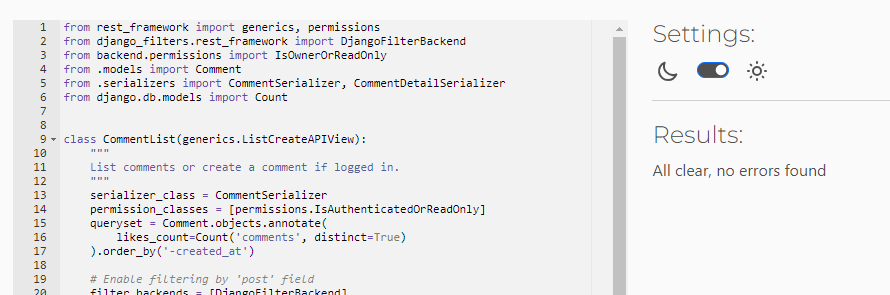 1 from rest_framework import generics, permissions
2 from django_filters.rest_framework import DjangoFilterBackend
3 from backend.permissions import IsOwnerOrReadOnly
4 from .models import Comment
5 from .serializers import CommentSerializer, CommentDetailSerializer
6 from django.db.models import Count
7
8
9 class CommentList(generics.ListCreateAPIView):
10     """
11     List comments or create a comment if logged in.
12     """
13     serializer_class = CommentSerializer
14     permission_classes = [permissions.IsAuthenticatedOrReadOnly]
15     queryset = Comment.objects.annotate(
16         likes_count=Count('comments', distinct=True)
17     ).order_by('-created_at')
18
19     # Enable filtering by 'post' field
20     filter_backends = [DjangoFilterBackend]
Settings:
Results:
All clear, no errors found